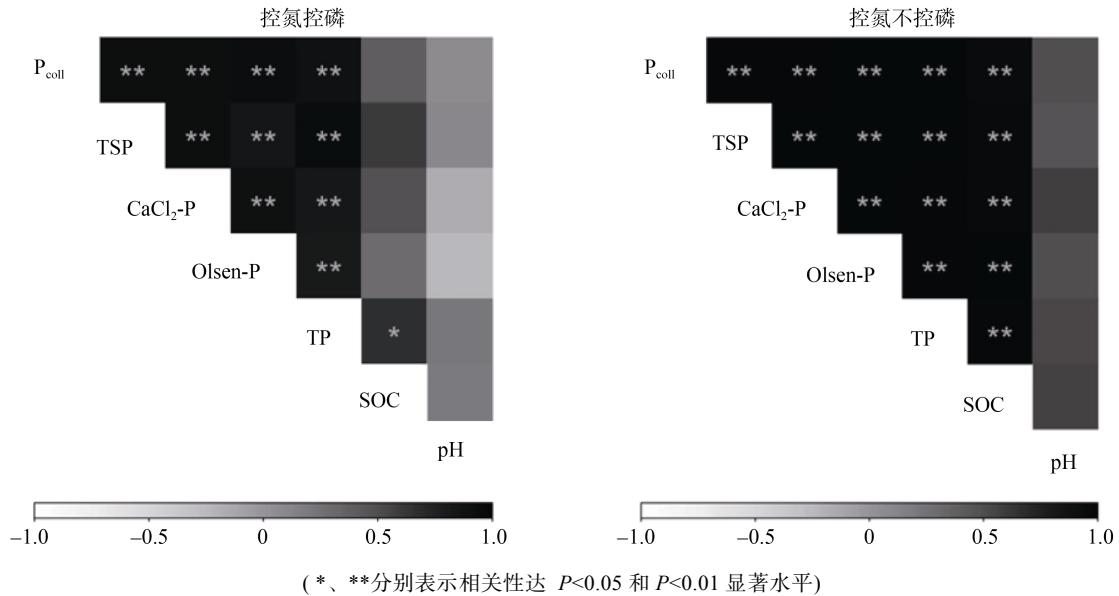 控氮控磷
控氮不控磷
P_coll
** ** ** **
TSP
** ** **
CaCl₂-P
** **
Olsen-P
**
TP
*
SOC
pH
–1.0 –0.5 0 0.5 1.0
P_coll
** ** ** ** **
TSP
** ** ** **
CaCl₂-P
** ** **
Olsen-P
** **
TP
**
SOC
pH
–1.0 –0.5 0 0.5 1.0
( *、**分别表示相关性达 P<0.05 和 P<0.01 显著水平)